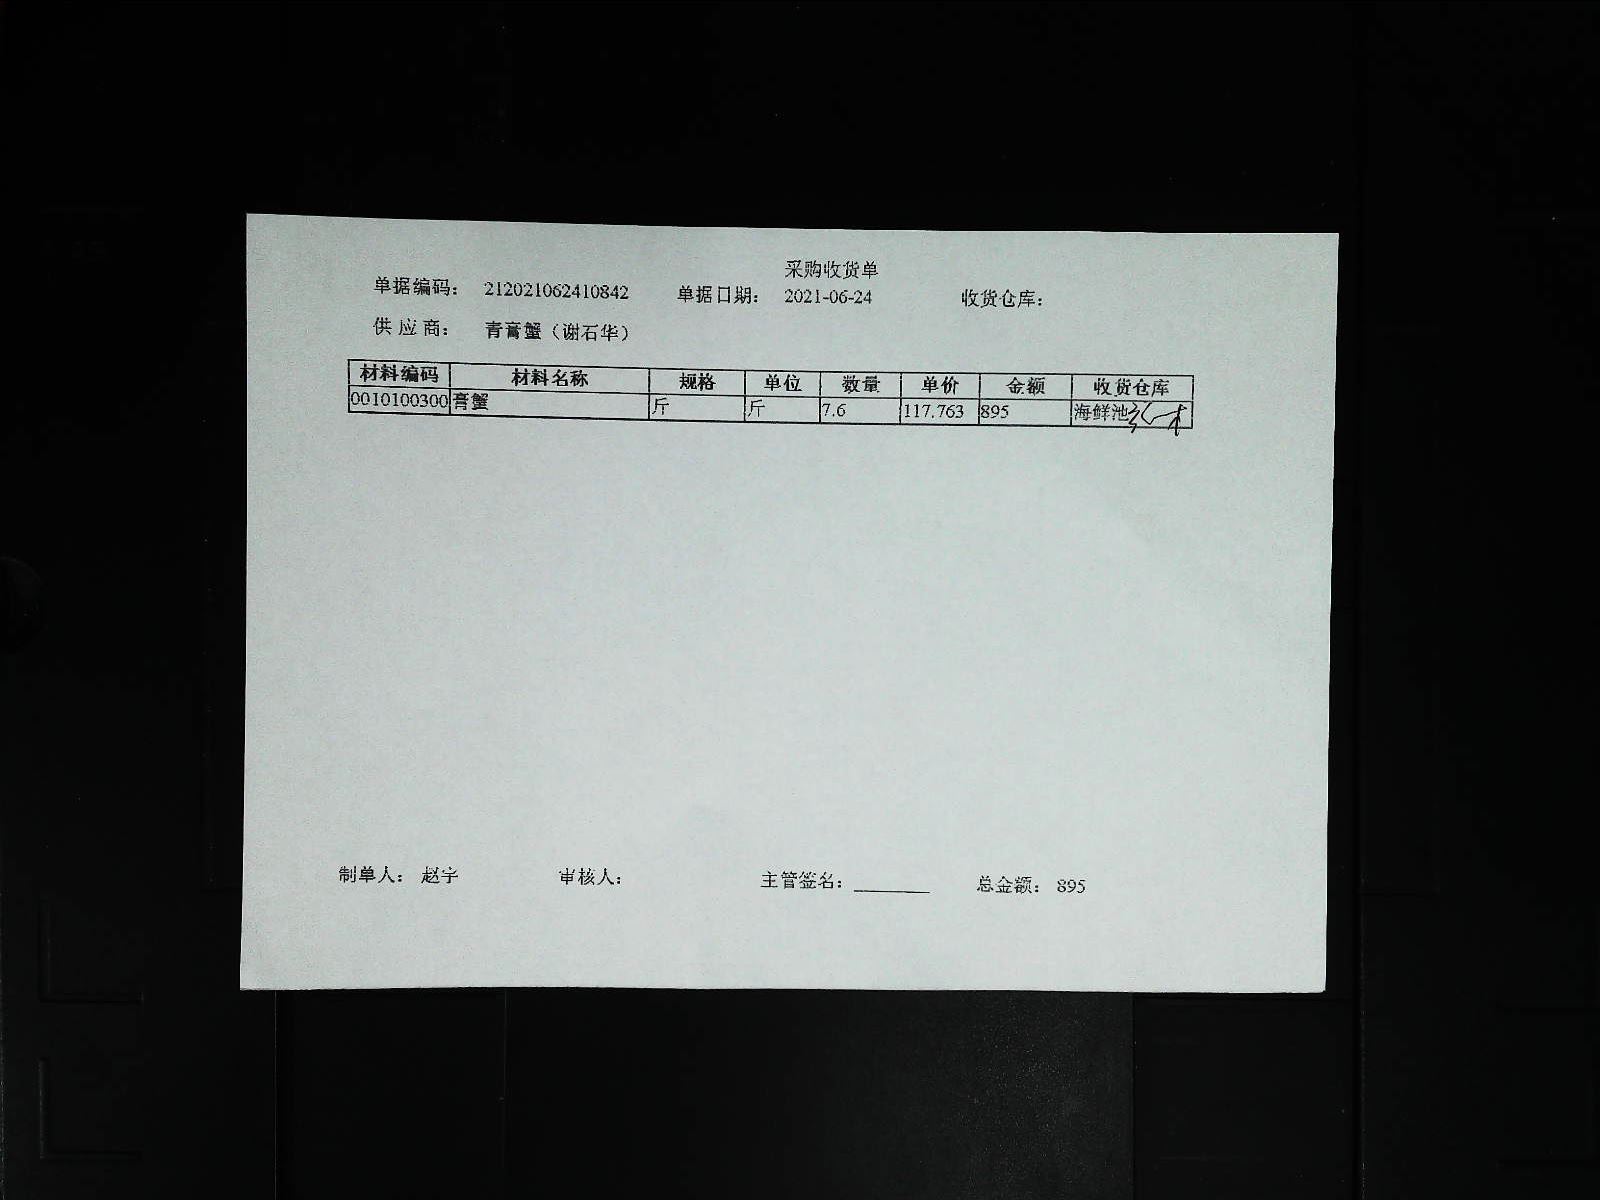 采购收货单
单据编码： 212021062410842 单据日期： 2021-06-24 收货仓库：
供应商： 青膏蟹（谢石华）
材料编码 材料名称 规格 单位 数量 单价 金额 收货仓库
0010100300 膏蟹 斤 斤 7.6 117.763 895 海鲜池
制单人： 赵宇 审核人： 主管签名： 总金额： 895